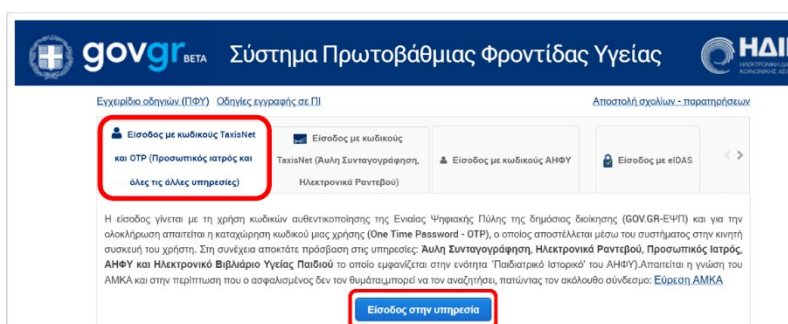 govgr BETA Σύστημα Πρωτοβάθμιας Φροντίδας Υγείας ΗΔΙ
Εγχειρίδιο οδηγιών (ΠΦΥ) Οδηγίες εγγραφής σε ΠΙ Αποστολή σχολίων - παρατηρήσεων
Είσοδος με κωδικούς TaxisNet
και OTP (Προσωπικός ιατρός και
όλες τις άλλες υπηρεσίες)
Είσοδος με κωδικούς
TaxisNet (Άυλη Συνταγογράφηση,
Ηλεκτρονικά Ραντεβού)
Είσοδος με κωδικούς ΑΗΦΥ
Είσοδος με eIDAS
Η είσοδος γίνεται με τη χρήση κωδικών αυθεντικοποίησης της Ενιαίας Ψηφιακής Πύλης της δημόσιας διοίκησης (GOV.GR-ΕΨΠ) και για την
ολοκλήρωση απαιτείται η καταχώρηση κωδικού μιας χρήσης (One Time Password - OTP), ο οποίος αποστέλλεται μέσω του συστήματος στην κινητή
συσκευή του χρήστη. Στη συνέχεια αποκτάτε πρόσβαση στις υπηρεσίες: Άυλη Συνταγογράφηση, Ηλεκτρονικά Ραντεβού, Προσωπικός Ιατρός,
ΑΗΦΥ και Ηλεκτρονικό Βιβλιάριο Υγείας Παιδιού το οποίο εμφανίζεται στην ενότητα 'Παιδιατρικό Ιστορικό' του ΑΗΦΥ).Απαιτείται η γνώση του
ΑΜΚΑ και στην περίπτωση που ο ασφαλισμένος δεν τον θυμάται,μπορεί να τον αναζητήσει, πατώντας τον ακόλουθο σύνδεσμο: Εύρεση ΑΜΚΑ
Είσοδος στην υπηρεσία